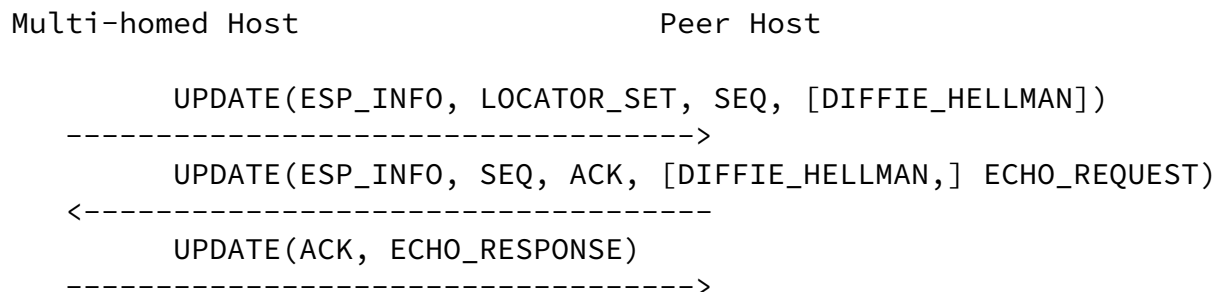 Multi-homed Host                    Peer Host
UPDATE(ESP_INFO, LOCATOR_SET, SEQ, [DIFFIE_HELLMAN])
----------------------------------->
UPDATE(ESP_INFO, SEQ, ACK, [DIFFIE_HELLMAN,] ECHO_REQUEST)
<-----------------------------------
UPDATE(ACK, ECHO_RESPONSE)
----------------------------------->